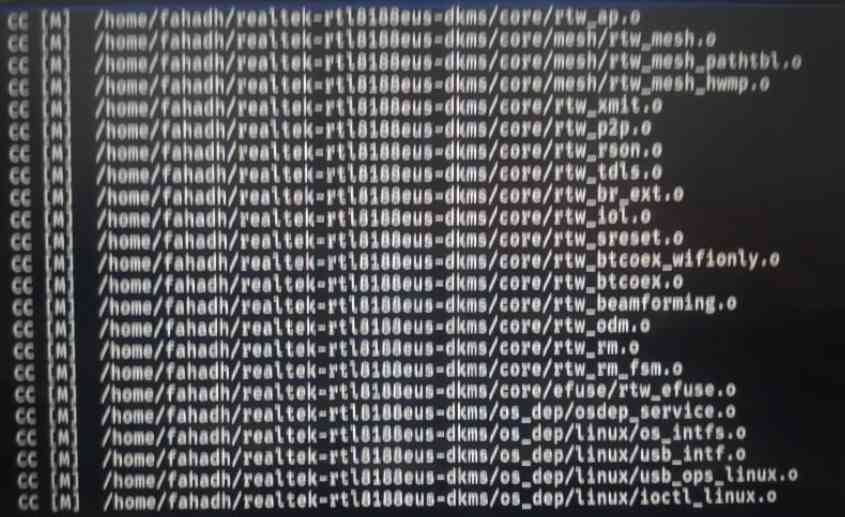 CC [M] /home/fahadh/realtek-rtl8188eus-dkms/core/rtw_ap.o
CC [M] /home/fahadh/realtek-rtl8188eus-dkms/core/mesh/rtw_mesh.o
CC [M] /home/fahadh/realtek-rtl8188eus-dkms/core/mesh/rtw_mesh_pathtbl.o
CC [M] /home/fahadh/realtek-rtl8188eus-dkms/core/mesh/rtw_mesh_hwmp.o
CC [M] /home/fahadh/realtek-rtl8188eus-dkms/core/rtw_xmit.o
CC [M] /home/fahadh/realtek-rtl8188eus-dkms/core/rtw_p2p.o
CC [M] /home/fahadh/realtek-rtl8188eus-dkms/core/rtw_rson.o
CC [M] /home/fahadh/realtek-rtl8188eus-dkms/core/rtw_tdls.o
CC [M] /home/fahadh/realtek-rtl8188eus-dkms/core/rtw_br_ext.o
CC [M] /home/fahadh/realtek-rtl8188eus-dkms/core/rtw_iol.o
CC [M] /home/fahadh/realtek-rtl8188eus-dkms/core/rtw_sreset.o
CC [M] /home/fahadh/realtek-rtl8188eus-dkms/core/rtw_btcoex_wifionly.o
CC [M] /home/fahadh/realtek-rtl8188eus-dkms/core/rtw_btcoex.o
CC [M] /home/fahadh/realtek-rtl8188eus-dkms/core/rtw_beamforming.o
CC [M] /home/fahadh/realtek-rtl8188eus-dkms/core/rtw_odm.o
CC [M] /home/fahadh/realtek-rtl8188eus-dkms/core/rtw_rm.o
CC [M] /home/fahadh/realtek-rtl8188eus-dkms/core/rtw_rm_fsm.o
CC [M] /home/fahadh/realtek-rtl8188eus-dkms/core/efuse/rtw_efuse.o
CC [M] /home/fahadh/realtek-rtl8188eus-dkms/os_dep/osdep_service.o
CC [M] /home/fahadh/realtek-rtl8188eus-dkms/os_dep/linux/os_intfs.o
CC [M] /home/fahadh/realtek-rtl8188eus-dkms/os_dep/linux/usb_intf.o
CC [M] /home/fahadh/realtek-rtl8188eus-dkms/os_dep/linux/usb_ops_linux.o
CC [M] /home/fahadh/realtek-rtl8188eus-dkms/os_dep/linux/ioctl_linux.o